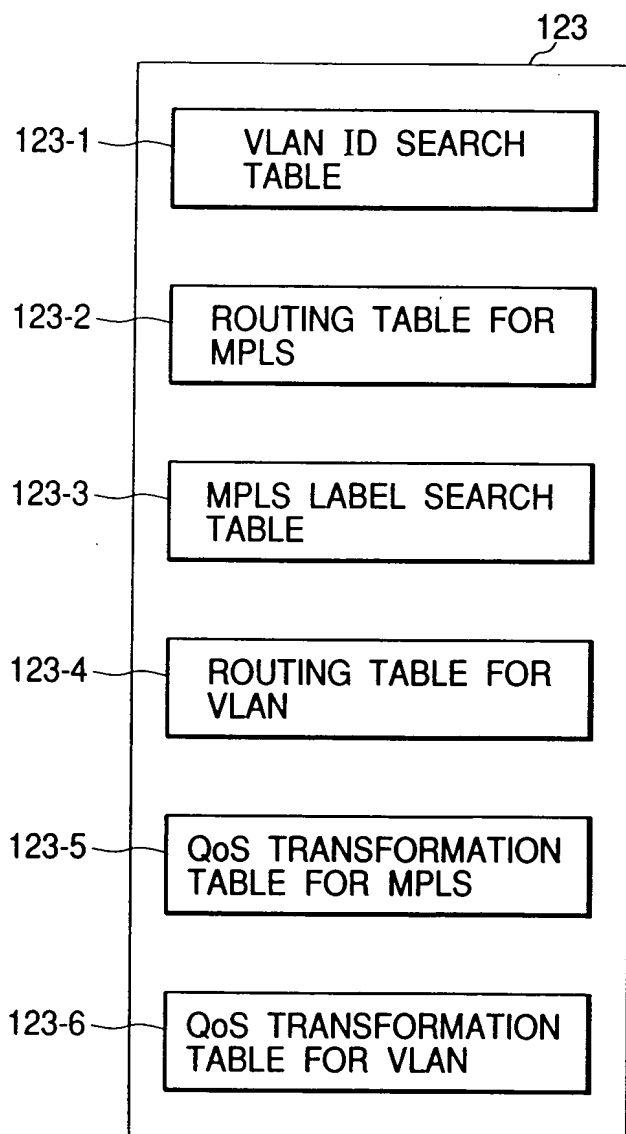 123
123-1
VLAN ID SEARCH
TABLE
123-2
ROUTING TABLE FOR
MPLS
123-3
MPLS LABEL SEARCH
TABLE
123-4
ROUTING TABLE FOR
VLAN
123-5
QoS TRANSFORMATION
TABLE FOR MPLS
123-6
QoS TRANSFORMATION
TABLE FOR VLAN